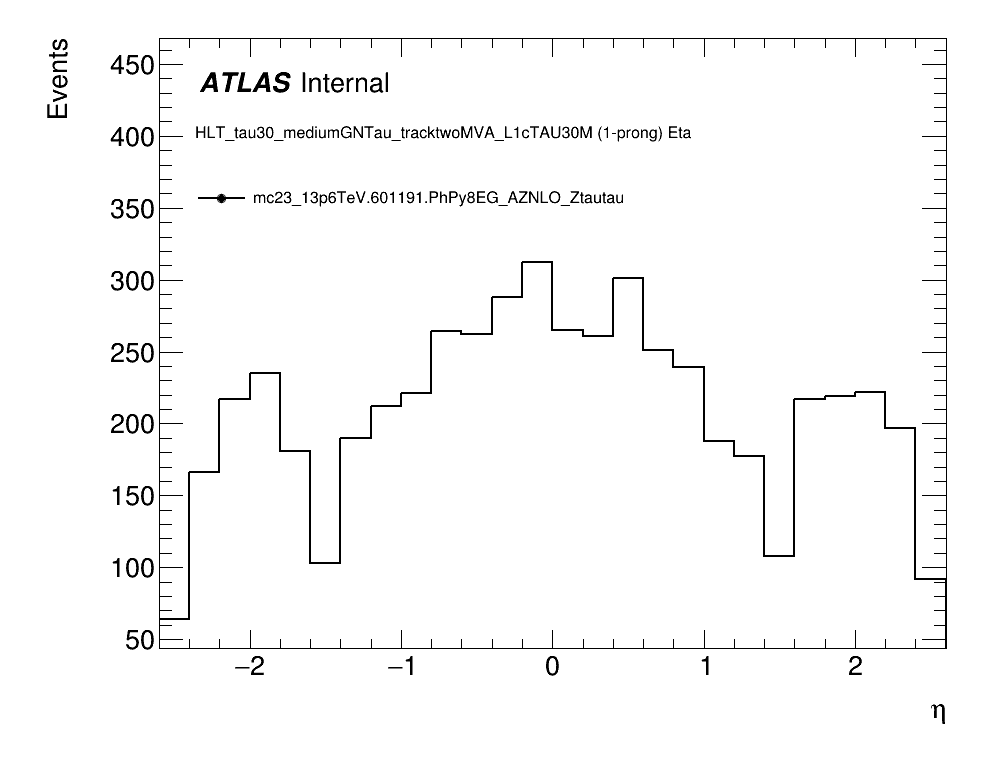 Events
450
400
350
300
250
200
150
100
50
ATLAS Internal
HLT_tau30_mediumGNTau_tracktwoMVA_L1cTAU30M (1-prong) Eta
mc23_13p6TeV.601191.PhPy8EG_AZNLO_Ztautau
−2 −1 0 1 2
η